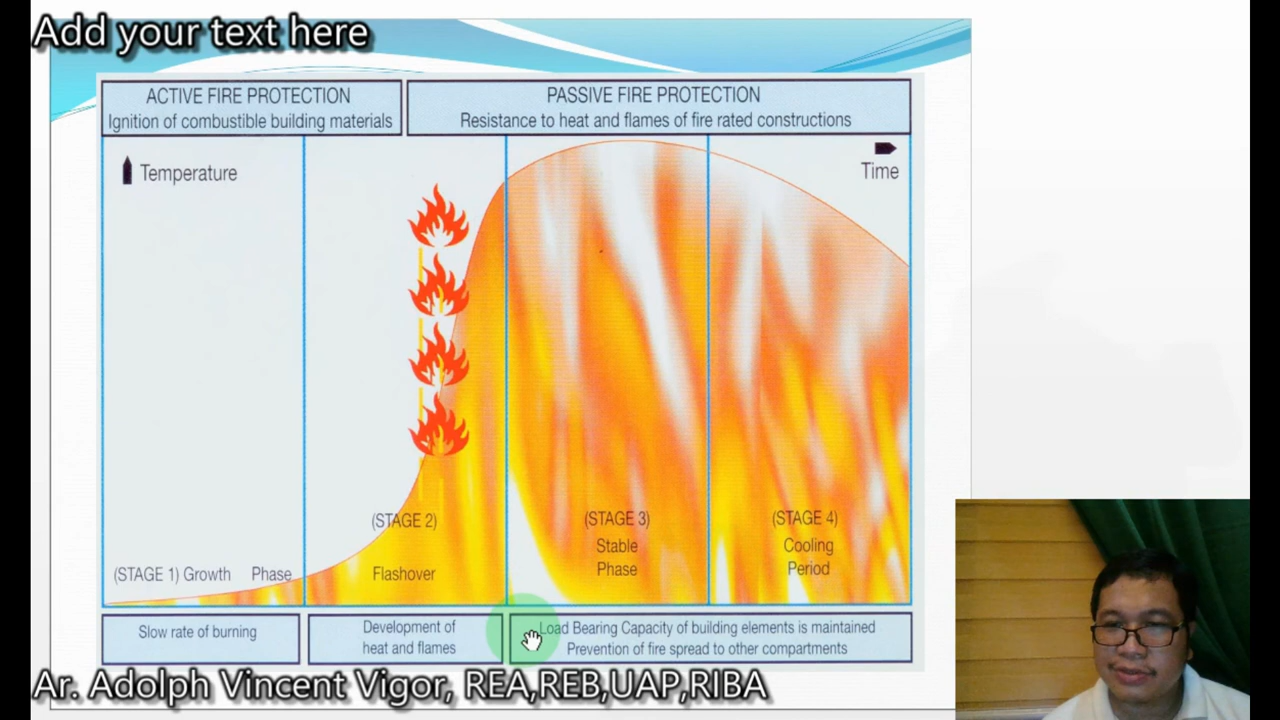 Add your text here
ACTIVE FIRE PROTECTION
Ignition of combustible building materials
PASSIVE FIRE PROTECTION
Resistance to heat and flames of fire rated constructions
Temperature
Time
(STAGE 1) Growth Phase
(STAGE 2)
Flashover
(STAGE 3)
Stable
Phase
(STAGE 4)
Cooling
Period
Slow rate of burning
Development of
heat and flames
Load Bearing Capacity of building elements is maintained
Prevention of fire spread to other compartments
Ar. Adolph Vincent Vigor, REA,REB,UAP,RIBA